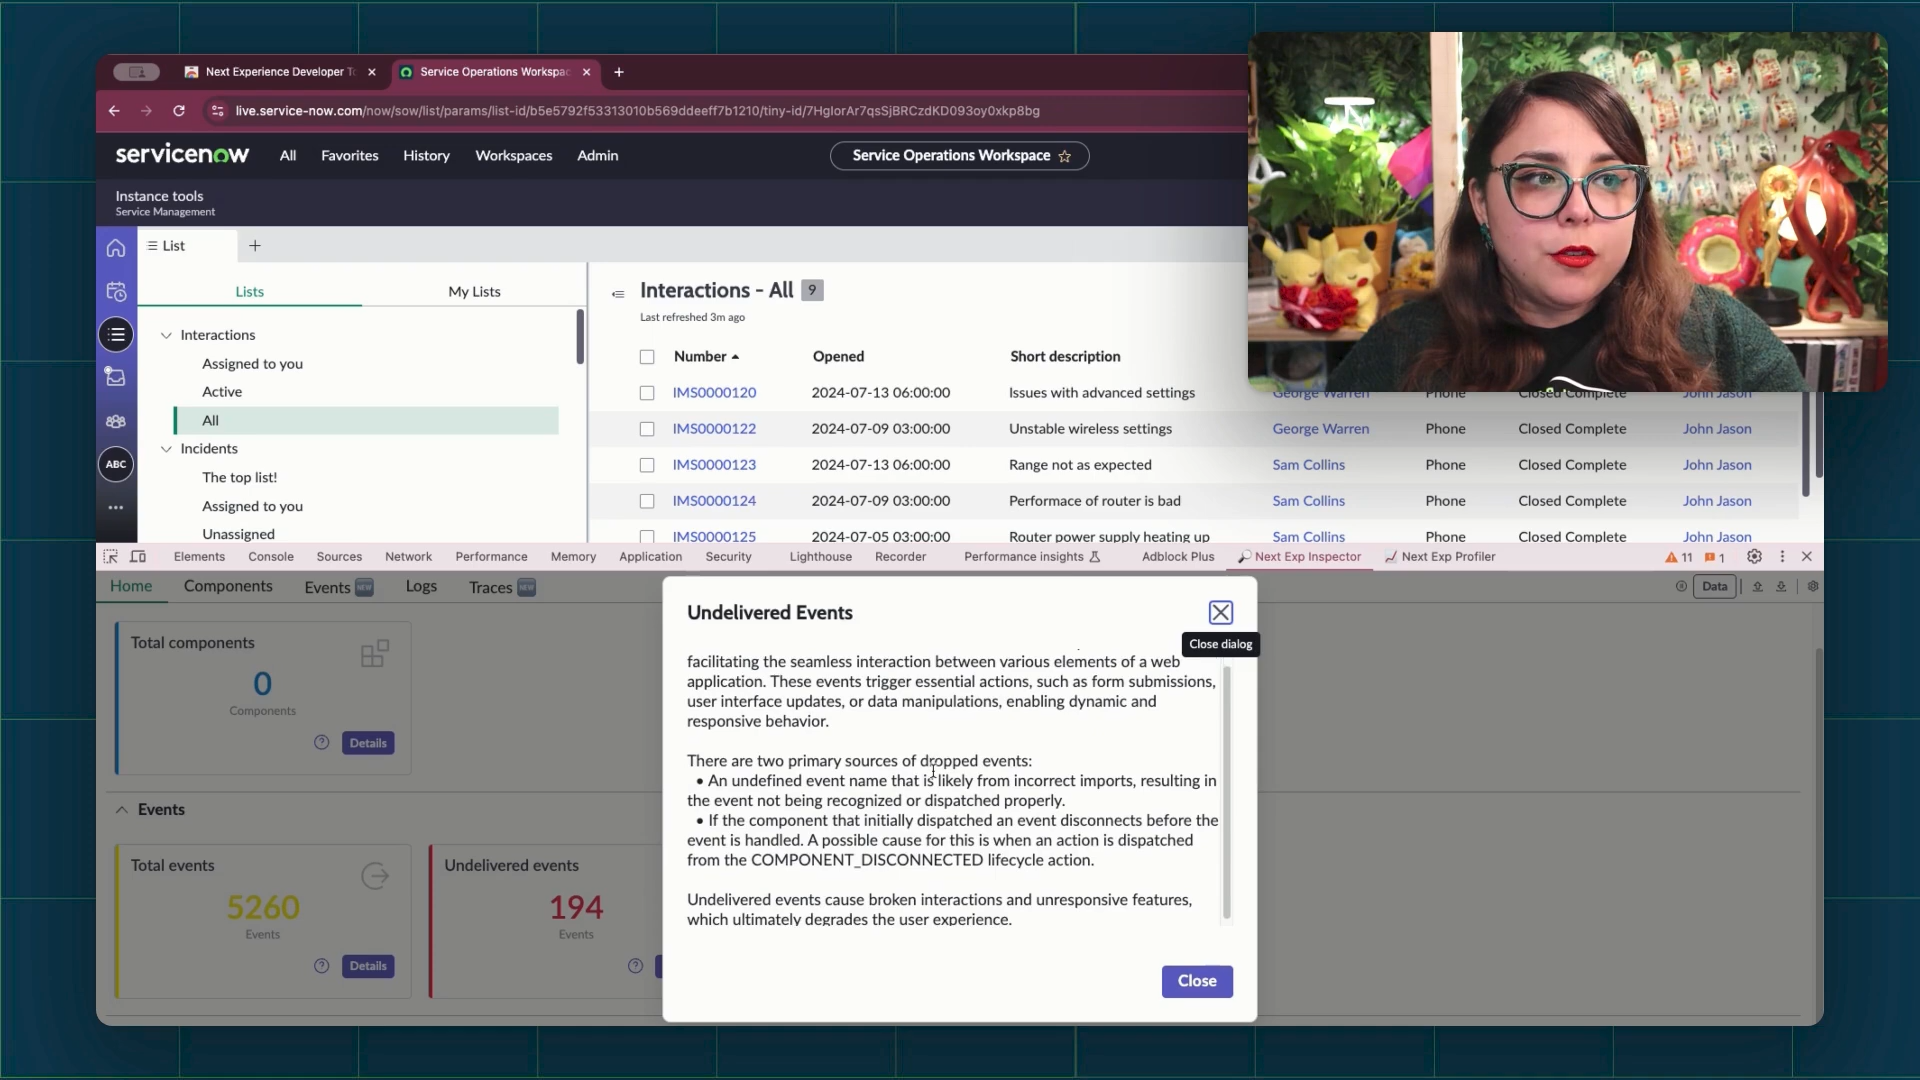 Next Experience Developer To
Service Operations Workspac
live.service-now.com/now/sow/list/params/list-id/b5e5792f53313010b569ddeeff7b1210/tiny-id/7HglorAr7qsSjBRCzdKD093oy0xkp8bg
servicenow All Favorites History Workspaces Admin
Service Operations Workspace
Instance tools
Service Management
List
Lists My Lists
Interactions
Assigned to you
Active
All
Incidents
The top list!
Assigned to you
Unassigned
ABC
Interactions - All 9
Last refreshed 3m ago
Number Opened Short description
IMS0000120 2024-07-13 06:00:00 Issues with advanced settings George Warren Phone Closed Complete John Jason
IMS0000122 2024-07-09 03:00:00 Unstable wireless settings George Warren Phone Closed Complete John Jason
IMS0000123 2024-07-13 06:00:00 Range not as expected Sam Collins Phone Closed Complete John Jason
IMS0000124 2024-07-09 03:00:00 Performace of router is bad Sam Collins Phone Closed Complete John Jason
IMS0000125 2024-07-05 03:00:00 Router power supply heating up Sam Collins Phone Closed Complete John Jason
Elements Console Sources Network Performance Memory Application Security Lighthouse Recorder Performance insights Adblock Plus Next Exp Inspector Next Exp Profiler 11 1
Home Components Events NEW Logs Traces NEW Data
Total components
0
Components
Details
Events
Total events
5260
Events
Details
Undelivered events
194
Events
Undelivered Events
Close dialog
facilitating the seamless interaction between various elements of a web
application. These events trigger essential actions, such as form submissions,
user interface updates, or data manipulations, enabling dynamic and
responsive behavior.
There are two primary sources of dropped events:
• An undefined event name that is likely from incorrect imports, resulting in
the event not being recognized or dispatched properly.
• If the component that initially dispatched an event disconnects before the
event is handled. A possible cause for this is when an action is dispatched
from the COMPONENT_DISCONNECTED lifecycle action.
Undelivered events cause broken interactions and unresponsive features,
which ultimately degrades the user experience.
Close